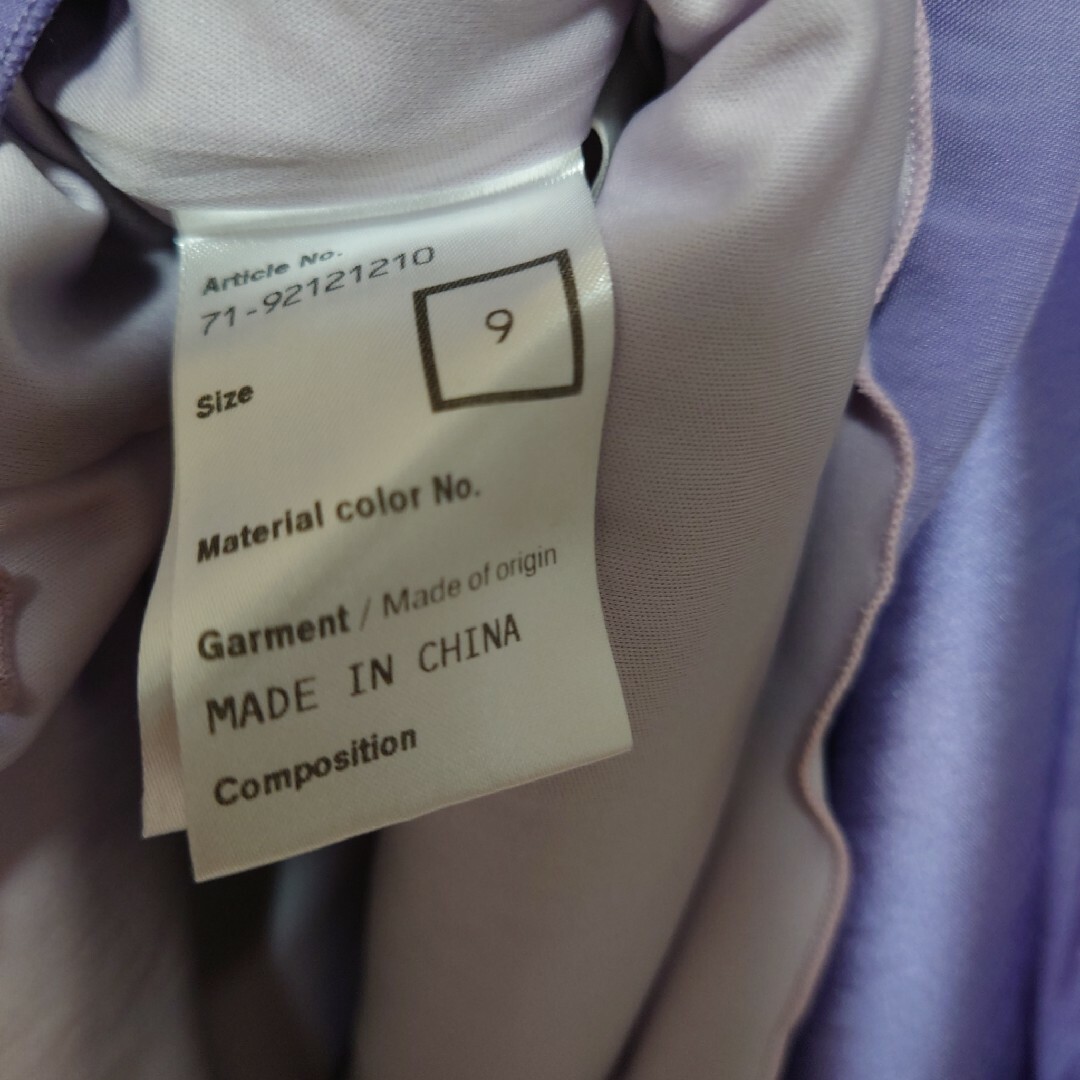 Article No.
71-92121210
9
Size
Material color No.
Garment / Made of origin
MADE IN CHINA
Composition